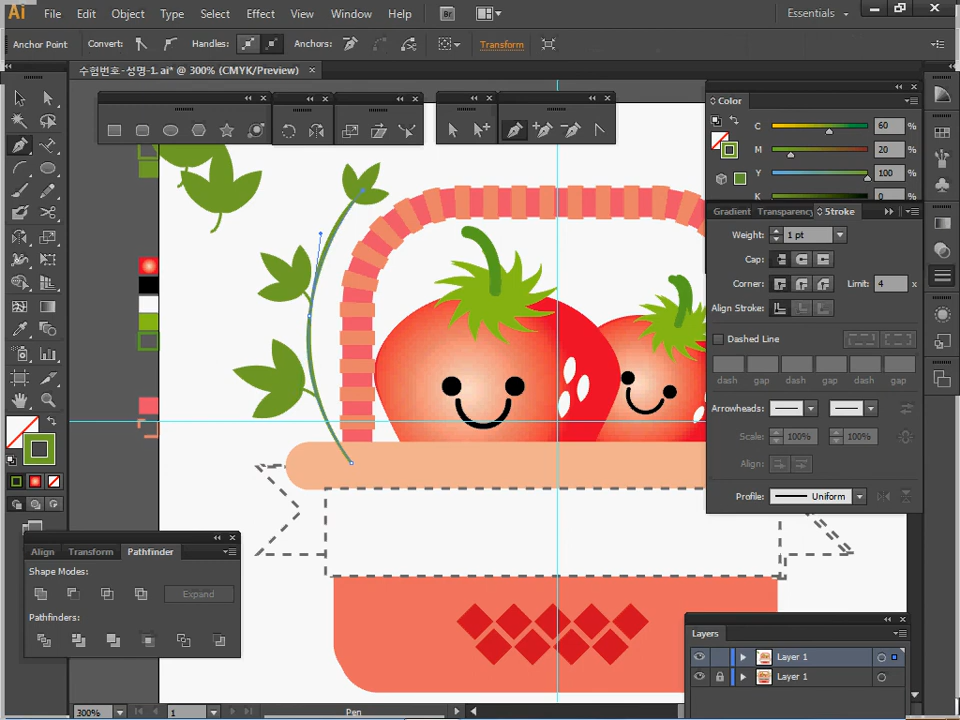 Ai File Edit Object Type Select Effect View Window Help Br Essentials
Anchor Point Convert: Handles: Anchors: Transform
수험번호-성명-1.ai* @ 300% (CMYK/Preview) ×
Color
C 60 %
M 20 %
Y 100 %
K 0 %
Gradient Transparency Stroke
Weight: 1 pt
Cap:
Corner: Limit: 4 x
Align Stroke:
Dashed Line
dash gap dash gap dash gap
Arrowheads:
Scale: 100% 100%
Align:
Profile: Uniform
Align Transform Pathfinder
Shape Modes:
Expand
Pathfinders:
Layers
Layer 1
Layer 1
300% 1 Pen